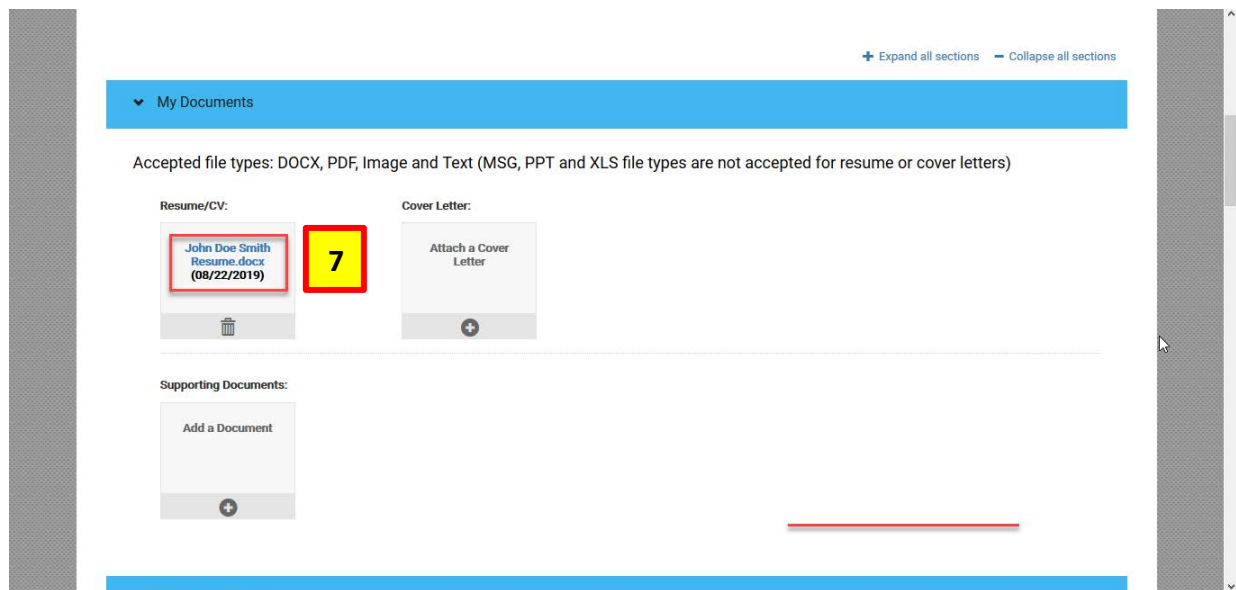 Expand all sections Collapse all sections
My Documents
Accepted file types: DOCX, PDF, Image and Text (MSG, PPT and XLS file types are not accepted for resume or cover letters)
Resume/CV:
Cover Letter:
John Doe Smith
Resume.docx
(08/22/2019)
7
Attach a Cover
Letter
Supporting Documents:
Add a Document